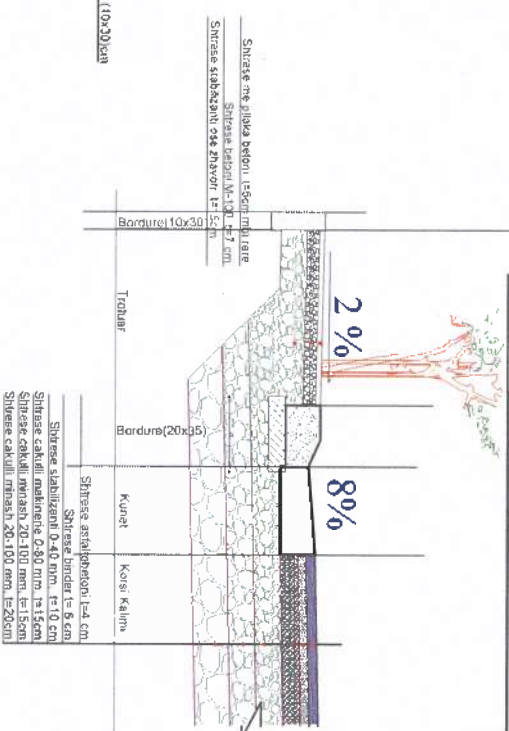 (10x30)cm
Shtrese me pllaka betoni t=5cm mbi rere
Shtrese betoni M-100 t=7 cm
Shtrese stabilizanti ose zhavorr t=15cm
2 %
8%
Bordure(10x30)
Trotuar
Bordure(20x35)
Kunet
Korsi Kalimi
Shtrese asfaltobetoni t=4 cm
Shtrese binder t= 6 cm
Shtrese stabilizanti 0-40 mm, t=10 cm
Shtrese cakulli makinerie 0-80 mm, t=15cm
Shtrese cakulli minash 20-100 mm, t=15cm
Shtrese cakulli minash 20-100 mm, t=20cm